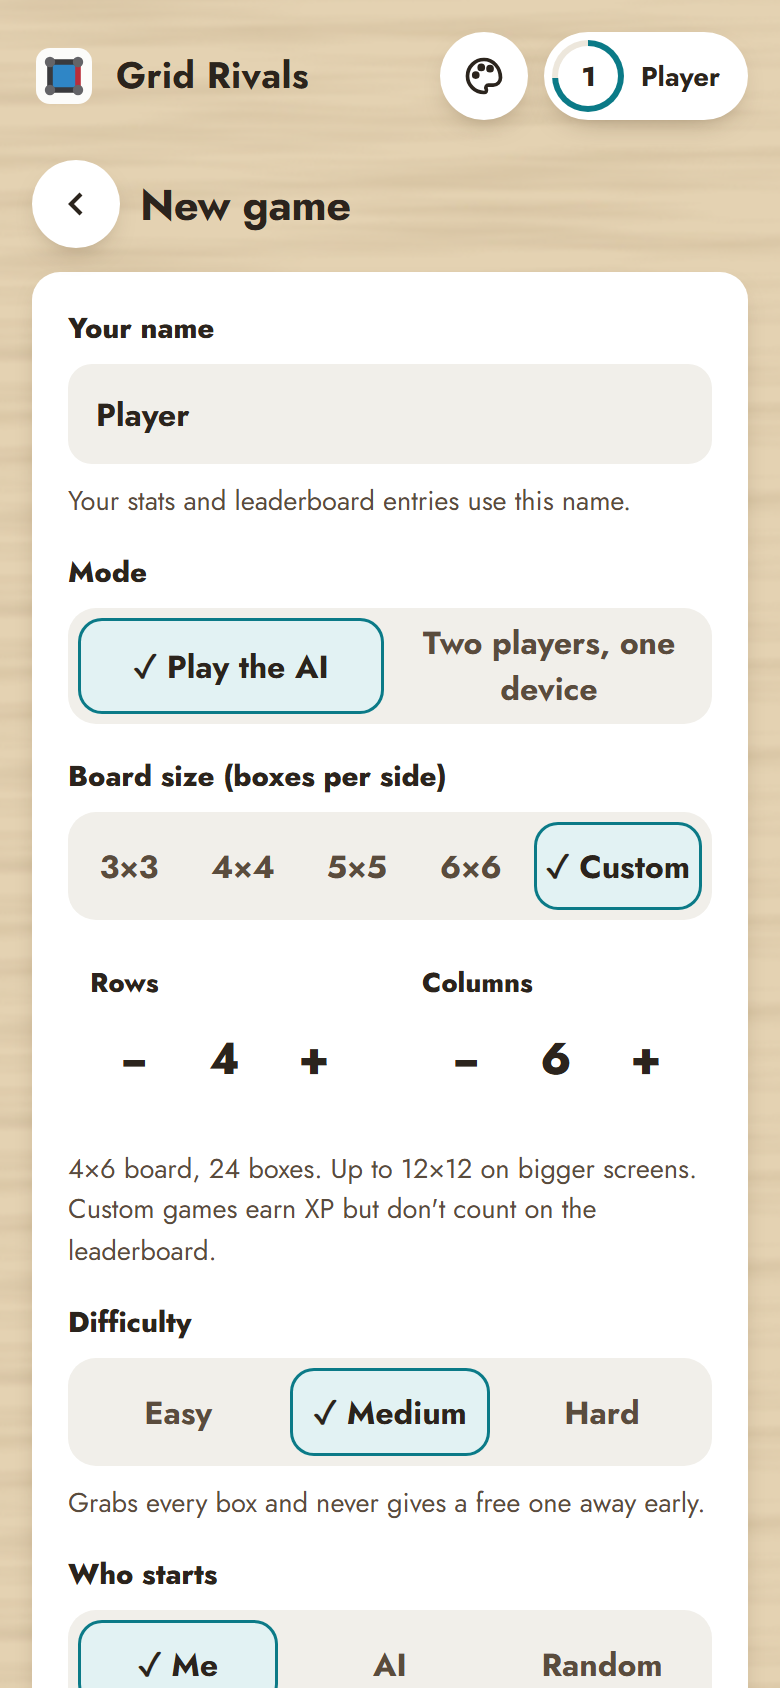 Grid Rivals
1 Player
New game
Your name
Player
Your stats and leaderboard entries use this name.
Mode
✓ Play the AI
Two players, one
device
Board size (boxes per side)
3×3 4×4 5×5 6×6 ✓ Custom
Rows Columns
– 4 + – 6 +
4×6 board, 24 boxes. Up to 12×12 on bigger screens.
Custom games earn XP but don't count on the
leaderboard.
Difficulty
Easy ✓ Medium Hard
Grabs every box and never gives a free one away early.
Who starts
✓ Me AI Random